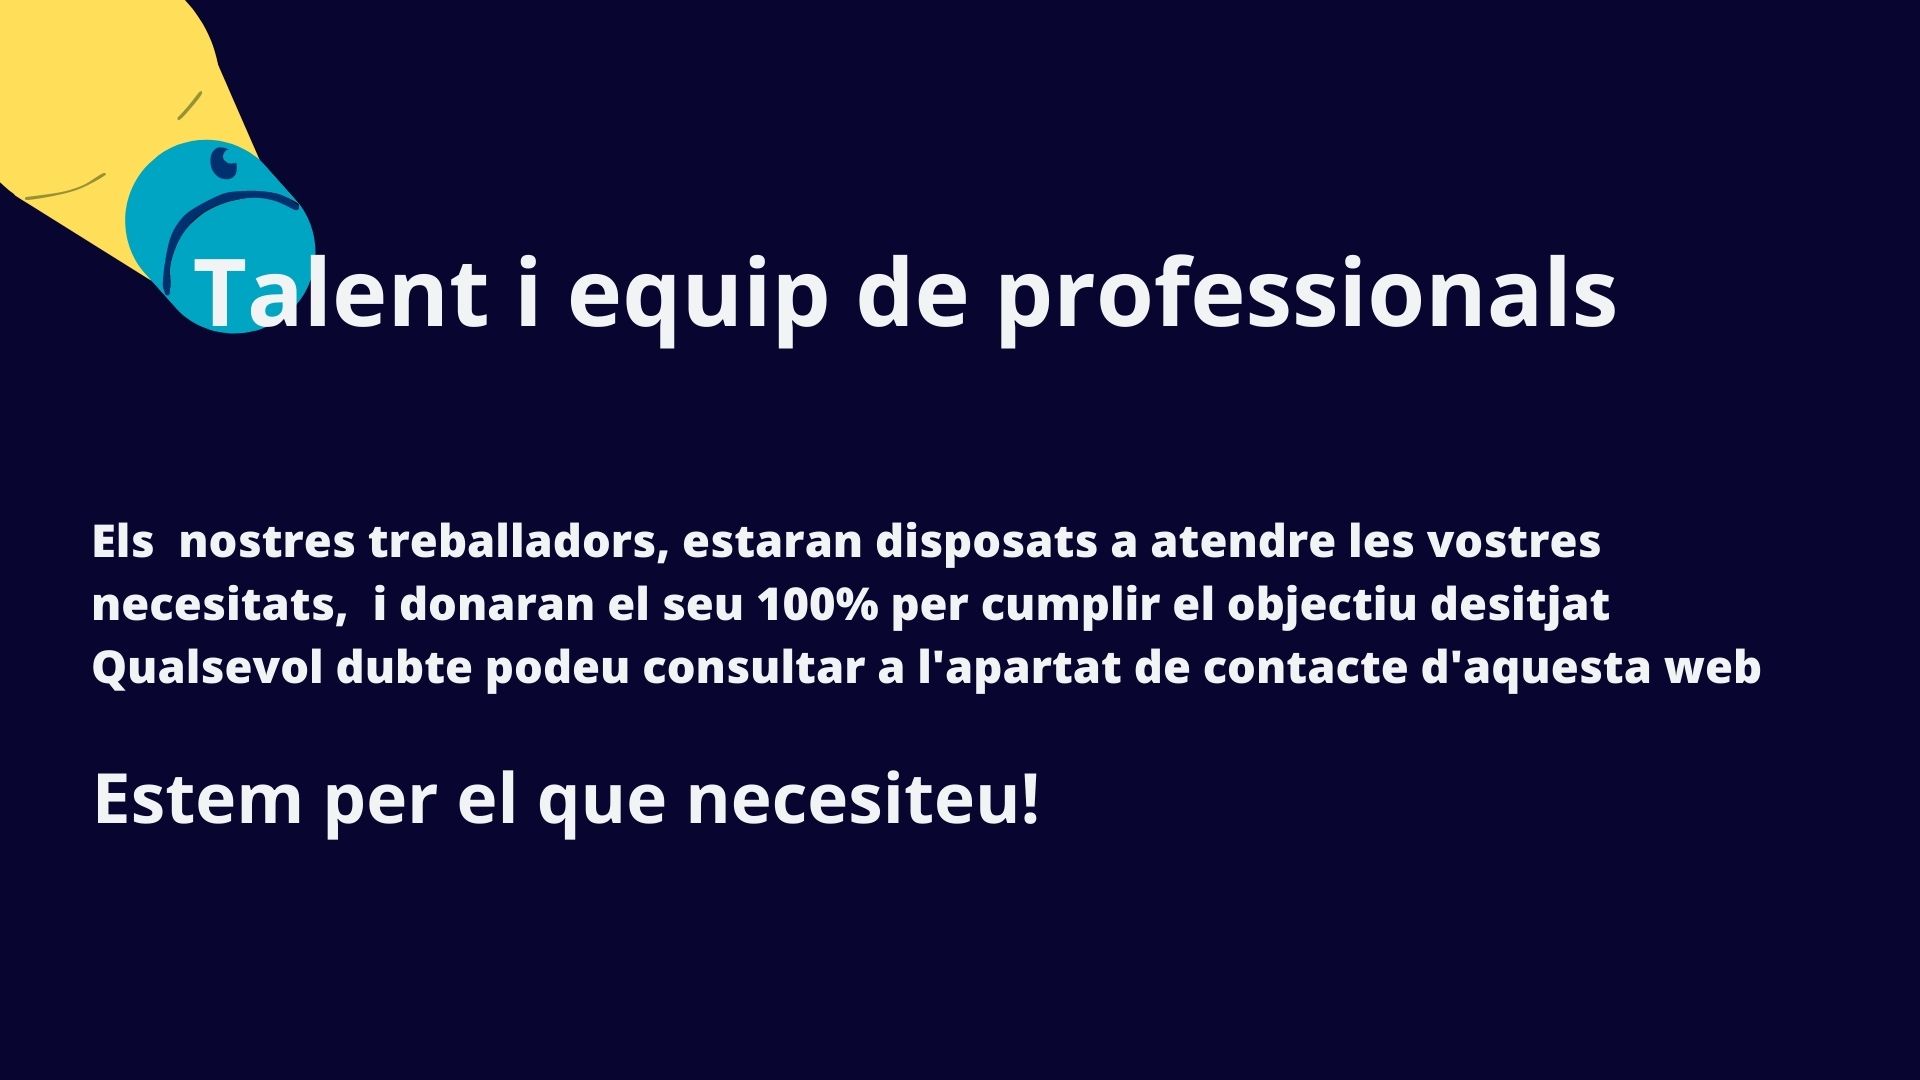 Talent i equip de professionals
Els  nostres treballadors, estaran disposats a atendre les vostres
necesitats,  i donaran el seu 100% per cumplir el objectiu desitjat
Qualsevol dubte podeu consultar a l'apartat de contacte d'aquesta web
Estem per el que necesiteu!